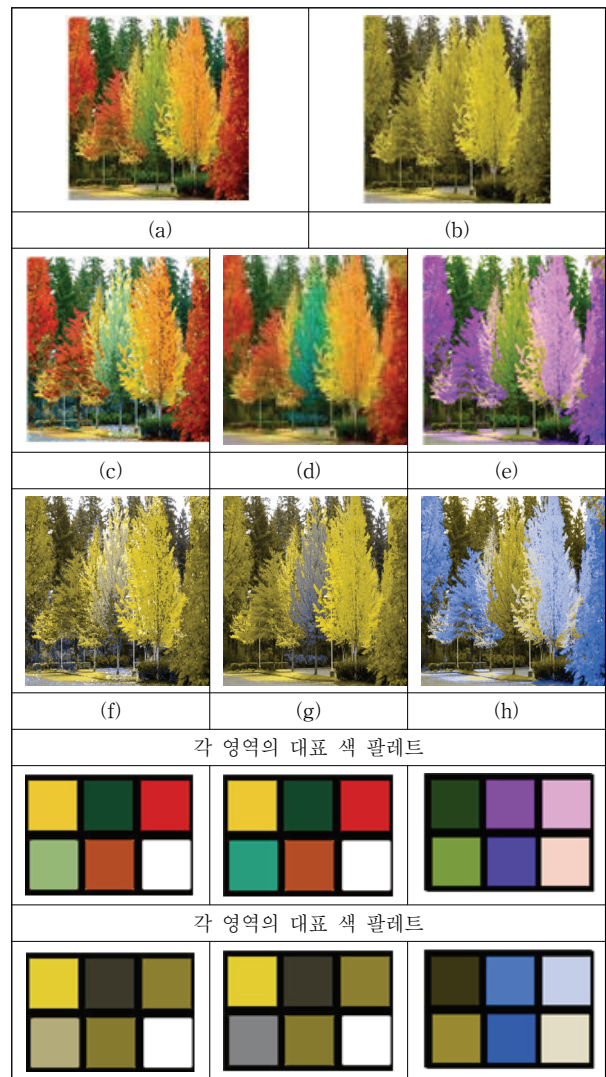 (a) (b)
(c) (d) (e)
(f) (g) (h)
각 영역의 대표 색 팔레트
각 영역의 대표 색 팔레트